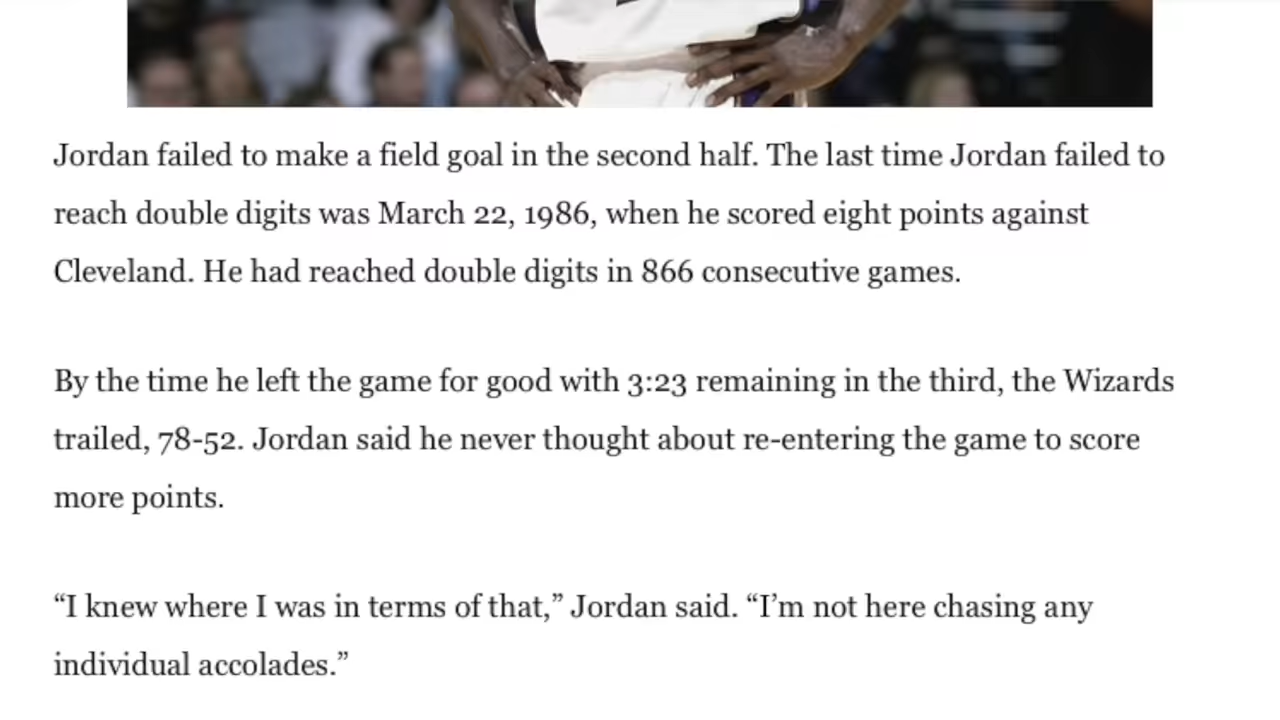 Jordan failed to make a field goal in the second half. The last time Jordan failed to
reach double digits was March 22, 1986, when he scored eight points against
Cleveland. He had reached double digits in 866 consecutive games.
By the time he left the game for good with 3:23 remaining in the third, the Wizards
trailed, 78-52. Jordan said he never thought about re-entering the game to score
more points.
“I knew where I was in terms of that,” Jordan said. “I’m not here chasing any
individual accolades.”